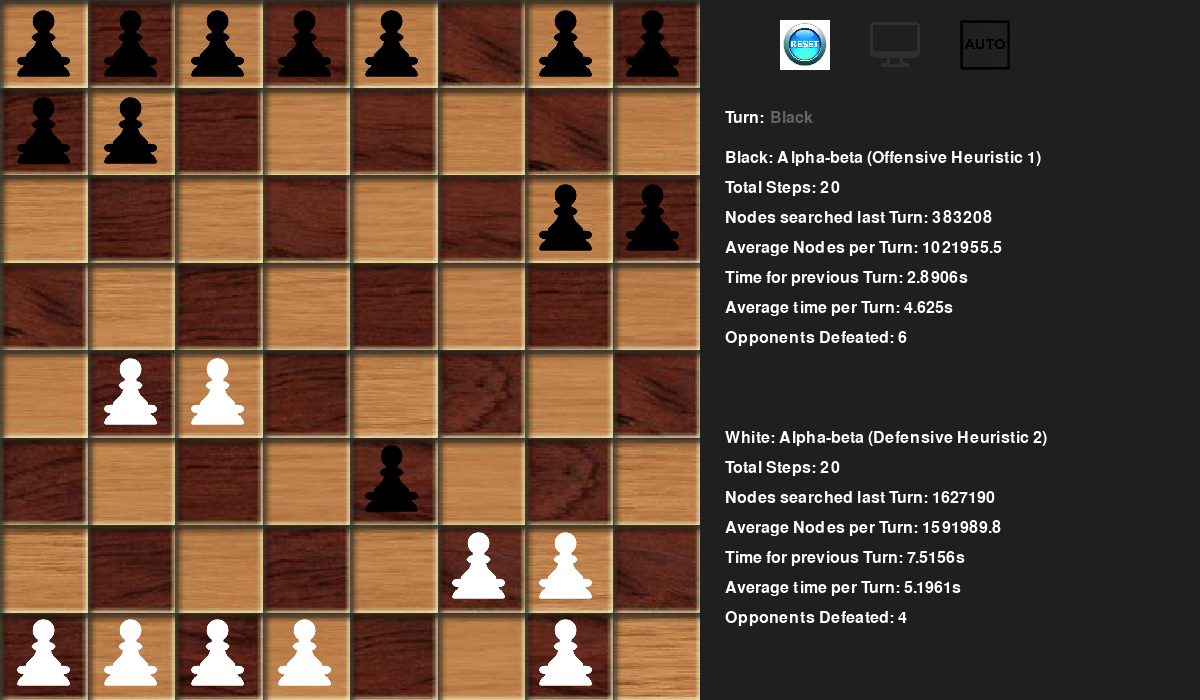 RESET
AUTO
Turn: Black
Black: Alpha-beta (Offensive Heuristic 1)
Total Steps: 20
Nodes searched last Turn: 383208
Average Nodes per Turn: 1021955.5
Time for previous Turn: 2.8906s
Average time per Turn: 4.625s
Opponents Defeated: 6
White: Alpha-beta (Defensive Heuristic 2)
Total Steps: 20
Nodes searched last Turn: 1627190
Average Nodes per Turn: 1591989.8
Time for previous Turn: 7.5156s
Average time per Turn: 5.1961s
Opponents Defeated: 4